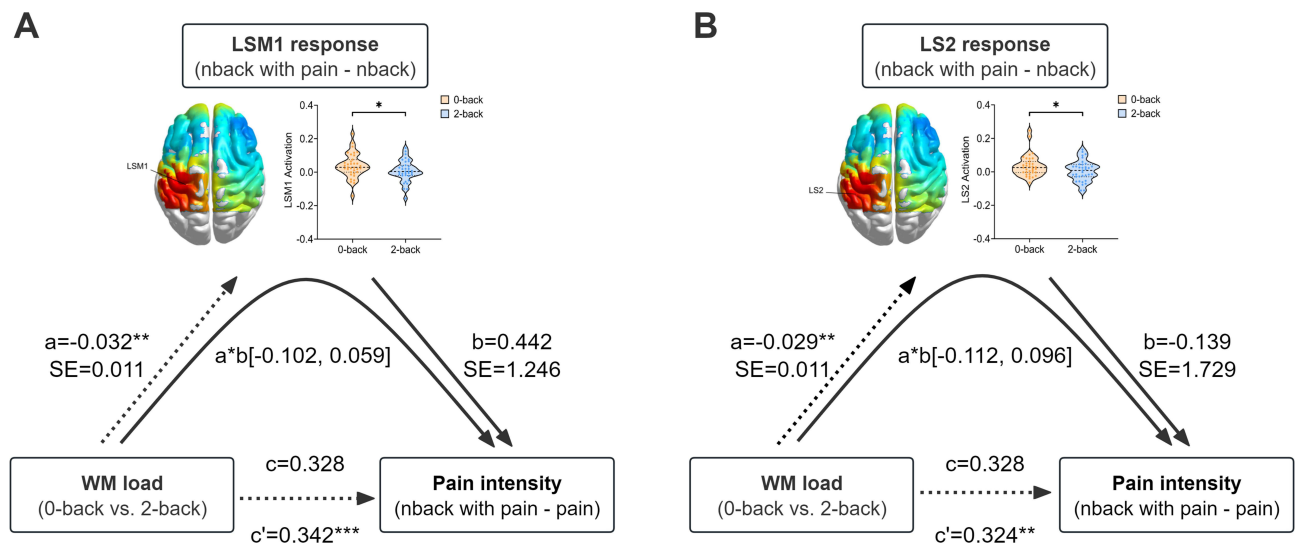 A
LSM1 response
(nback with pain - nback)
LSM1
LSM1 Activation
0.4
0.2
0.0
-0.2
-0.4
*
0-back
2-back
0-back
2-back
a=-0.032**
SE=0.011
a*b[-0.102, 0.059]
b=0.442
SE=1.246
WM load
(0-back vs. 2-back)
c=0.328
c'=0.342***
Pain intensity
(nback with pain - pain)
B
LS2 response
(nback with pain - nback)
LS2
LS2 Activation
0.4
0.2
0.0
-0.2
-0.4
*
0-back
2-back
0-back
2-back
a=-0.029**
SE=0.011
a*b[-0.112, 0.096]
b=-0.139
SE=1.729
WM load
(0-back vs. 2-back)
c=0.328
c'=0.324**
Pain intensity
(nback with pain - pain)